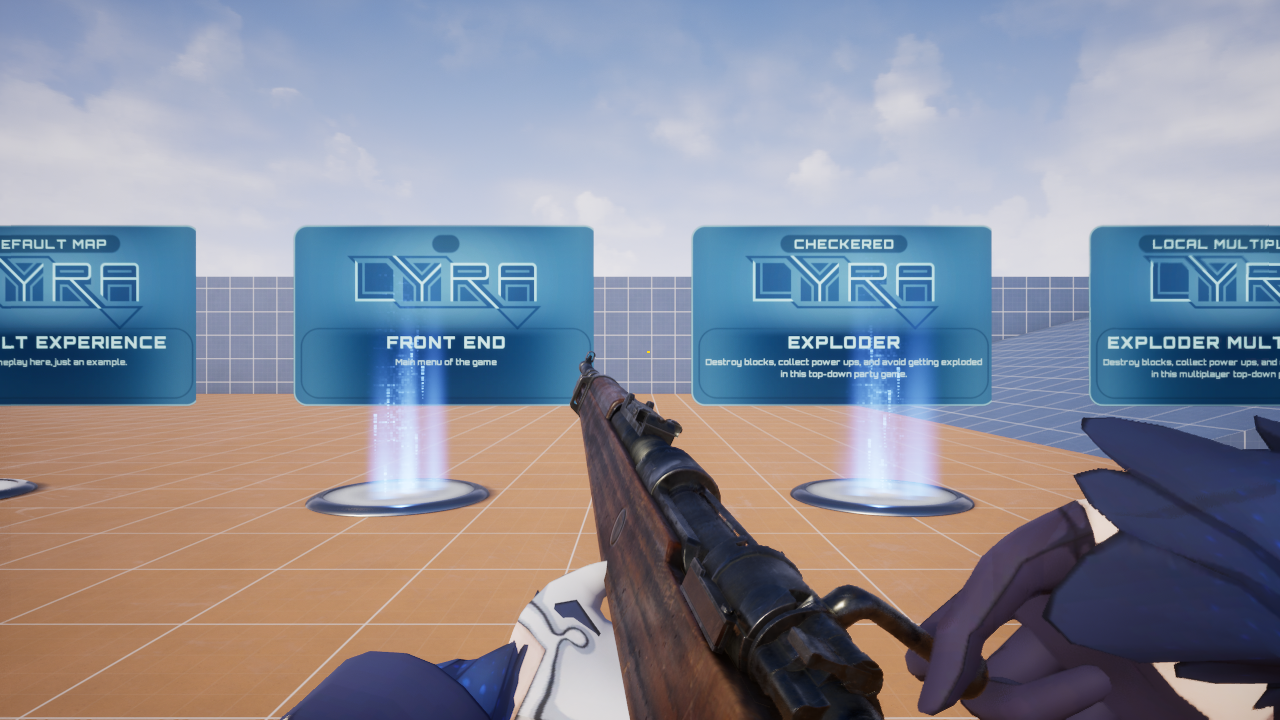 EFAULT MAP
LYRA
LT EXPERIENCE
neplay here, just an example.
LYRA
FRONT END
Main menu of the game
CHECKERED
LYRA
EXPLODER
Destroy blocks, collect power ups, and avoid getting exploded
in this top-down party game.
LOCAL MULTIPL
LYR
EXPLODER MULT
Destroy blocks, collect power ups, and
in this multiplayer top-down